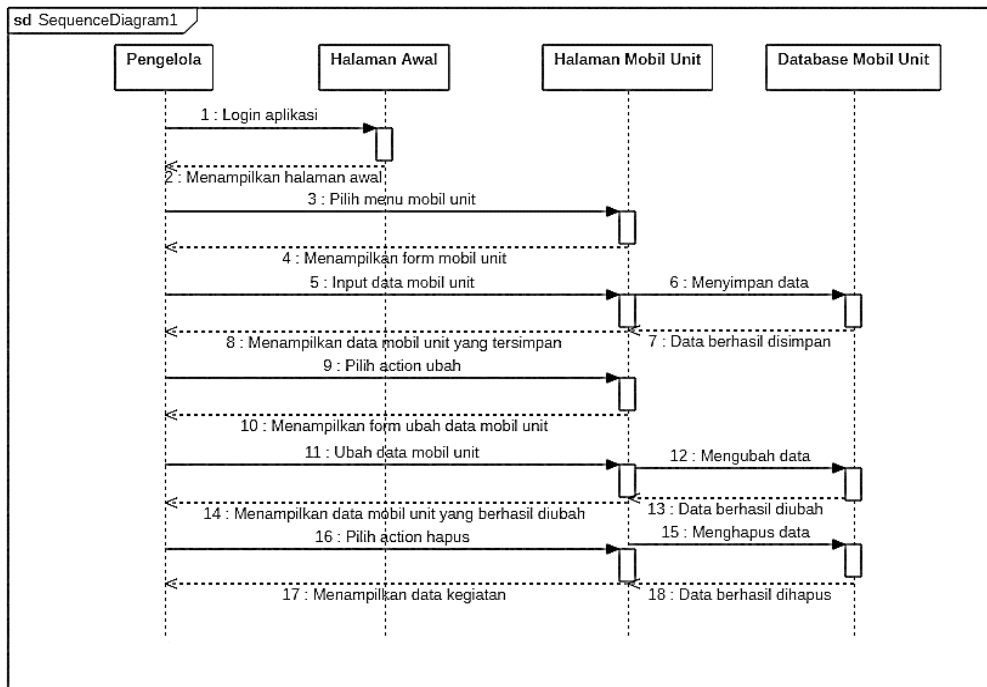 sd SequenceDiagram1
Pengelola
Halaman Awal
Halaman Mobil Unit
Database Mobil Unit
1 : Login aplikasi
2 : Menampilkan halaman awal
3 : Pilih menu mobil unit
4 : Menampilkan form mobil unit
5 : Input data mobil unit
6 : Menyimpan data
7 : Data berhasil disimpan
8 : Menampilkan data mobil unit yang tersimpan
9 : Pilih action ubah
10 : Menampilkan form ubah data mobil unit
11 : Ubah data mobil unit
12 : Mengubah data
13 : Data berhasil diubah
14 : Menampilkan data mobil unit yang berhasil diubah
15 : Menghapus data
16 : Pilih action hapus
17 : Menampilkan data kegiatan
18 : Data berhasil dihapus